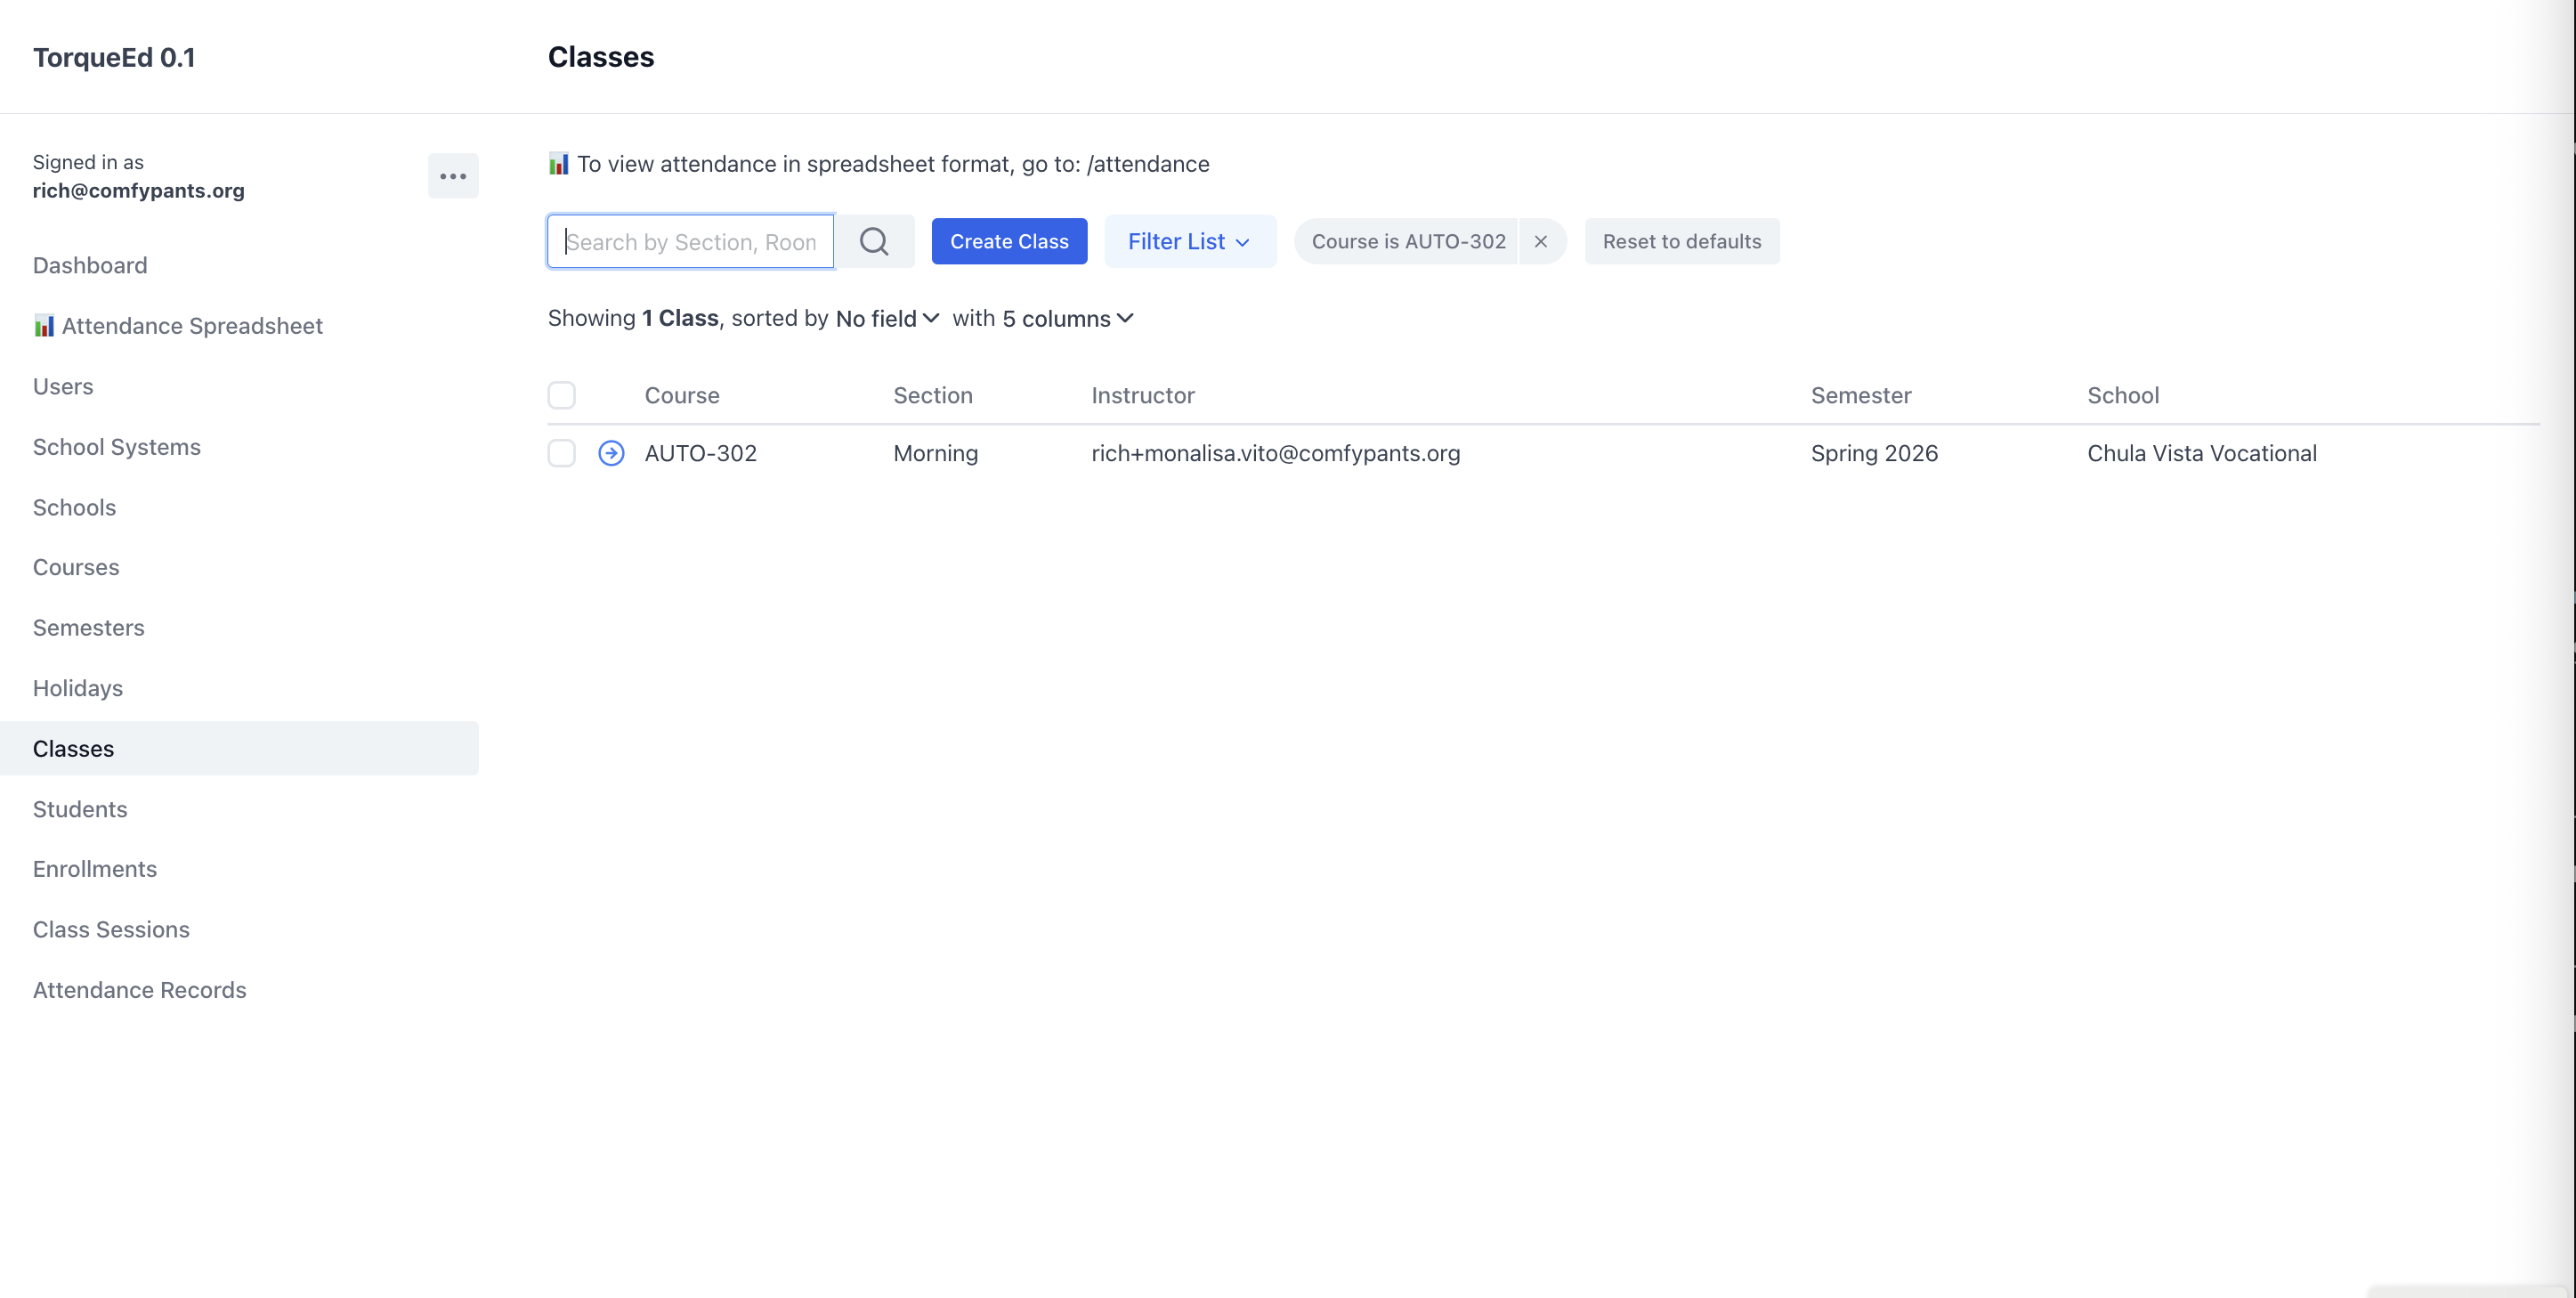 TorqueEd 0.1
Classes
Signed in as
rich@comfypants.org
Dashboard
Attendance Spreadsheet
Users
School Systems
Schools
Courses
Semesters
Holidays
Classes
Students
Enrollments
Class Sessions
Attendance Records
To view attendance in spreadsheet format, go to: /attendance
Search by Section, Roon
Create Class
Filter List
Course is AUTO-302
Reset to defaults
Showing 1 Class, sorted by No field with 5 columns
Course Section Instructor Semester School
AUTO-302 Morning rich+monalisa.vito@comfypants.org Spring 2026 Chula Vista Vocational